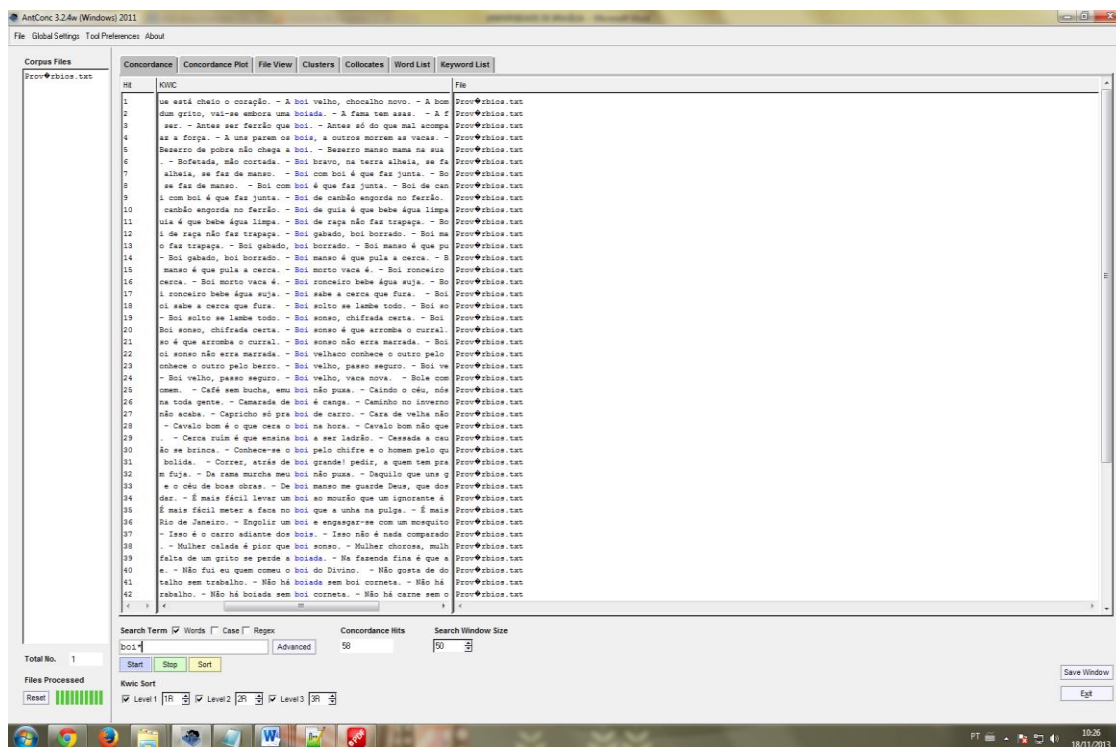 AntConc 3.2.4w (Windows) 2011
File Global Settings Tool Preferences About
Corpus Files
Prov�rbios.txt
Concordance Concordance Plot File View Clusters Collocates Word List Keyword List
Hit KWIC File
1 ue está cheio o coração. - A boi velho, chocalho novo. - A bom Prov�rbios.txt
2 dum grito, vai-se embora uma boiada. - A fama tem asas. - A f Prov�rbios.txt
3 ser. - Antes ser ferrão que boi. - Antes só do que mal acompa Prov�rbios.txt
4 az a força. - A uns parem os bois, a outros morrem as vacas. - Prov�rbios.txt
5 Bezerro de pobre não chega a boi. - Bezerro manso mama na sua Prov�rbios.txt
6 . - Bofetada, mão cortada. - Boi bravo, na terra alheia, se fa Prov�rbios.txt
7 alheia, se faz de manso. - Boi com boi é que faz junta. - Bo Prov�rbios.txt
8 se faz de manso. - Boi com boi é que faz junta. - Boi de can Prov�rbios.txt
9 i com boi é que faz junta. - Boi de canbão engorda no ferrão. Prov�rbios.txt
10 canbão engorda no ferrão. - Boi de guia é que bebe água limpa Prov�rbios.txt
11 uia é que bebe água limpa. - Boi de raça não faz trapaça. - Bo Prov�rbios.txt
12 i de raça não faz trapaça. - Boi gabado, boi borrado. - Boi ma Prov�rbios.txt
13 o faz trapaça. - Boi gabado, boi borrado. - Boi manso é que pu Prov�rbios.txt
14 - Boi gabado, boi borrado. - Boi manso é que pula a cerca. - B Prov�rbios.txt
15 manso é que pula a cerca. - Boi morto vaca é. - Boi ronceiro Prov�rbios.txt
16 cerca. - Boi morto vaca é. - Boi ronceiro bebe água suja. - Bo Prov�rbios.txt
17 i ronceiro bebe água suja. - Boi sabe a cerca que fura. - Boi Prov�rbios.txt
18 oi sabe a cerca que fura. - Boi solto se lambe todo. - Boi so Prov�rbios.txt
19 - Boi solto se lambe todo. - Boi sonso, chifrada certa. - Boi Prov�rbios.txt
20 Boi sonso, chifrada certa. - Boi sonso é que arromba o curral. Prov�rbios.txt
21 so é que arromba o curral. - Boi sonso não erra marrada. - Boi Prov�rbios.txt
22 oi sonso não erra marrada. - Boi velhaco conhece o outro pelo Prov�rbios.txt
23 onhece o outro pelo berro. - Boi velho, passo seguro. - Boi ve Prov�rbios.txt
24 - Boi velho, passo seguro. - Boi velho, vaca nova. - Bole com Prov�rbios.txt
25 omem. - Café sem bucha, emu boi não puxa. - Caindo o céu, nós Prov�rbios.txt
26 na toda gente. - Camarada de boi é canga. - Caminho no inverno Prov�rbios.txt
27 não acaba. - Capricho só pra boi de carro. - Cara de velha não Prov�rbios.txt
28 - Cavalo bom é o que cera o boi na hora. - Cavalo bom não que Prov�rbios.txt
29 . - Cerca ruim é que ensina boi a ser ladrão. - Cessada a cau Prov�rbios.txt
30 ão se brinca. - Conhece-se o boi pelo chifre e o homem pelo qu Prov�rbios.txt
31 bolida. - Correr, atrás de boi grande! pedir, a quem tem pra Prov�rbios.txt
32 m fuja. - Da rama murcha meu boi não puxa. - Daquilo que uns g Prov�rbios.txt
33 e o céu de boas obras. - De boi manso me guarde Deus, que dos Prov�rbios.txt
34 dar. - É mais fácil levar um boi ao mourão que um ignorante á Prov�rbios.txt
35 É mais fácil meter a faca no boi que a unha na pulga. - É mais Prov�rbios.txt
36 Rio de Janeiro. - Engolir um boi e engasgar-se com um mosquito Prov�rbios.txt
37 - Isso é o carro adiante dos bois. - Isso não é nada comparado Prov�rbios.txt
38 . - Mulher calada é pior que boi sonso. - Mulher chorosa, mulh Prov�rbios.txt
39 falta de um grito se perde a boiada. - Na fazenda fina é que a Prov�rbios.txt
40 e. - Não fui eu quem comeu o boi do Divino. - Não gosta de do Prov�rbios.txt
41 talho sem trabalho. - Não há boiada sem boi corneta. - Não há Prov�rbios.txt
42 rabalho. - Não há boiada sem boi corneta. - Não há carne sem o Prov�rbios.txt
Search Term Words Case Regex Concordance Hits Search Window Size
boi* Advanced 58 50
Start Stop Sort
Total No. 1
Files Processed
Reset
Kwic Sort
Level 1 1R Level 2 2R Level 3 3R
Save Window
Exit
PT 10:26
18/11/2013